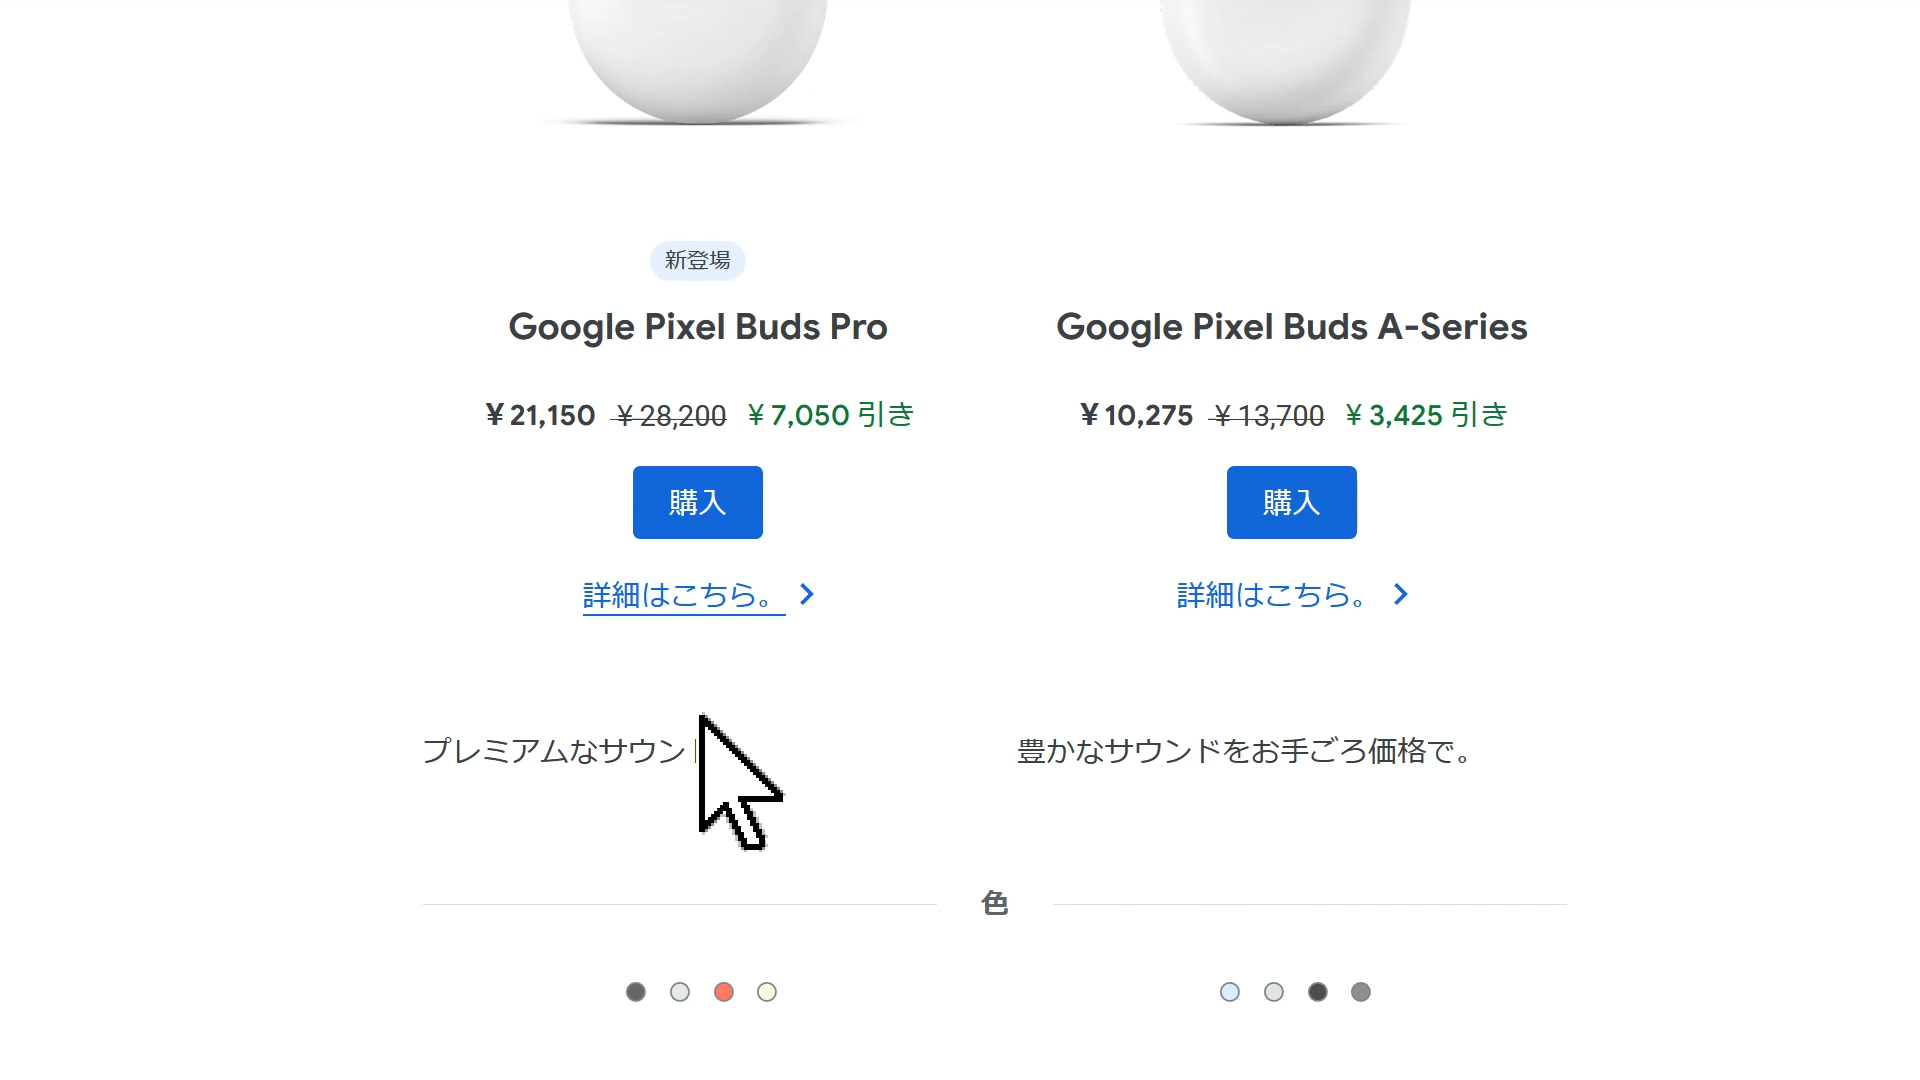 新登場
Google Pixel Buds Pro
¥21,150 ¥28,200 ¥7,050 引き
購入
詳細はこちら。
プレミアムなサウン
Google Pixel Buds A-Series
¥10,275 ¥13,700 ¥3,425 引き
購入
詳細はこちら。
豊かなサウンドをお手ごろ価格で。
色